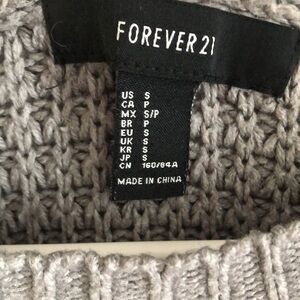 FOREVER 21
US S
CA P
MX S/P
BR P
EU S
UK S
KR S
JP S
CN 160/84A
MADE IN CHINA